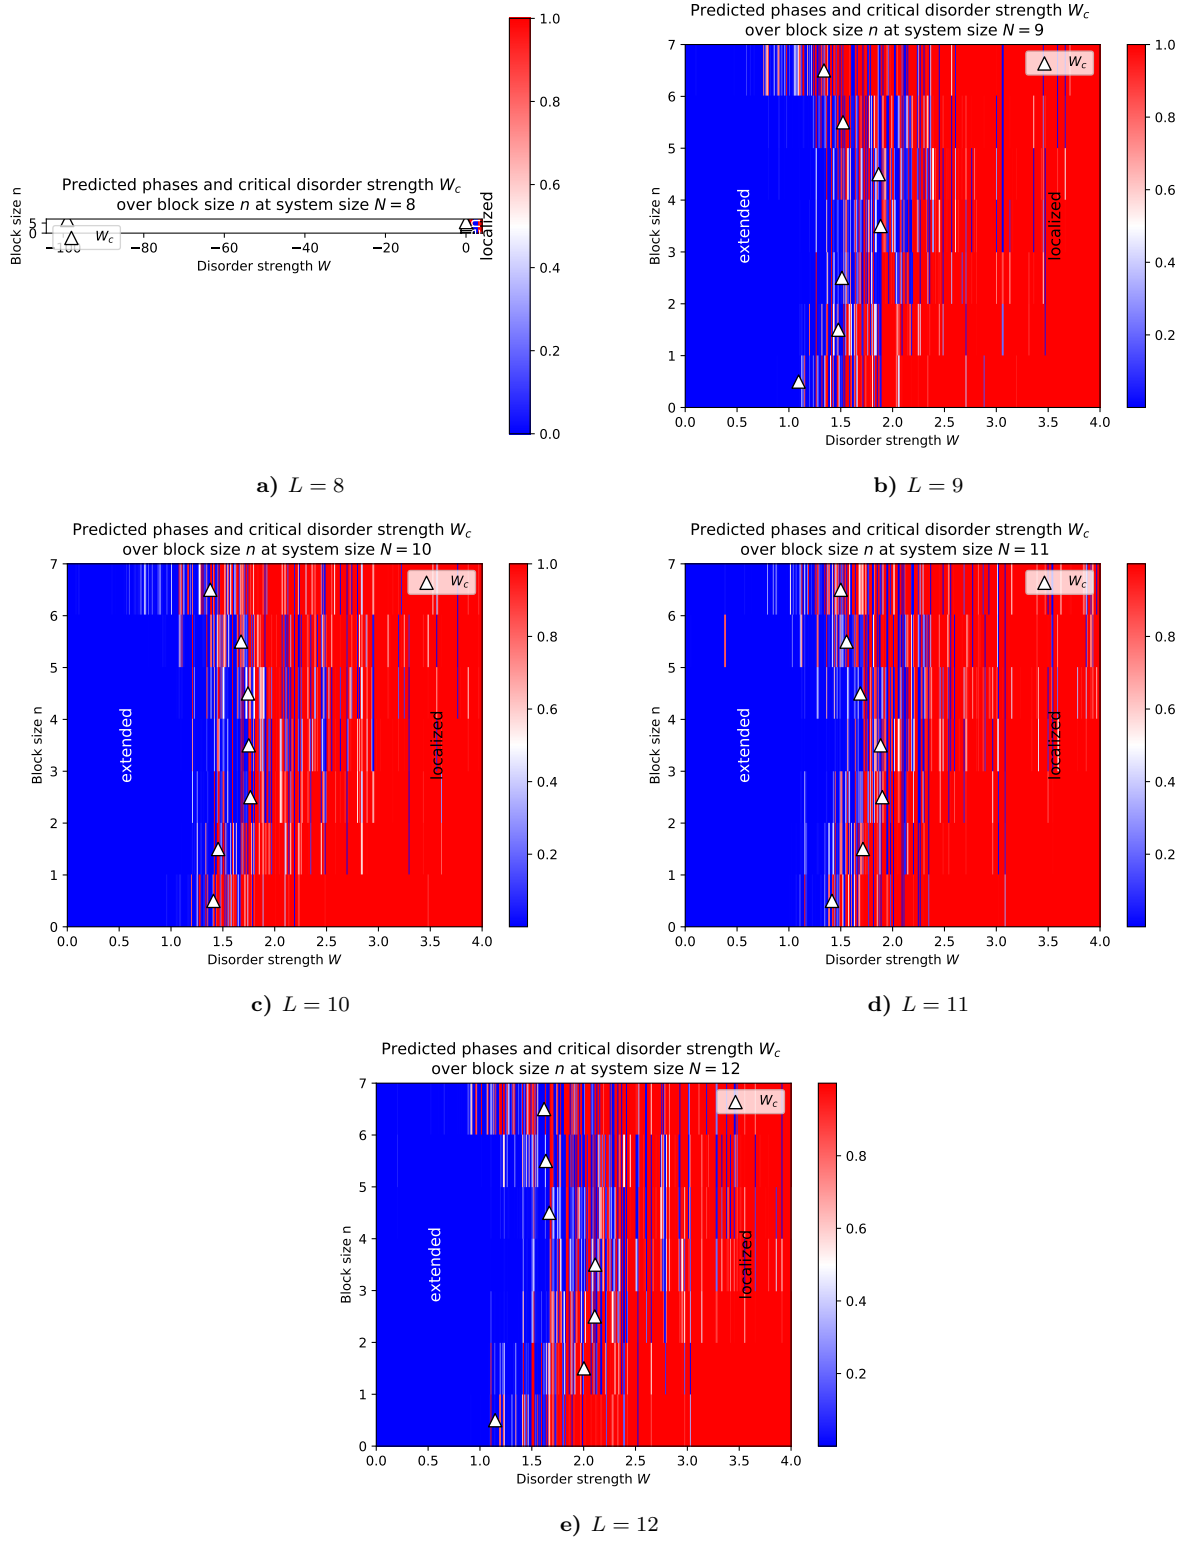 Predicted phases and critical disorder strength W_c
over block size n at system size N = 8
Block size n
5
0
W_c
−100 −80 −60 −40 −20 0
Disorder strength W
localized
1.0
0.8
0.6
0.4
0.2
0.0
a) L = 8
Predicted phases and critical disorder strength W_c
over block size n at system size N = 9
W_c
Block size n
7
6
5
4
3
2
1
0
extended
localized
0.0 0.5 1.0 1.5 2.0 2.5 3.0 3.5 4.0
Disorder strength W
1.0
0.8
0.6
0.4
0.2
b) L = 9
Predicted phases and critical disorder strength W_c
over block size n at system size N = 10
W_c
Block size n
7
6
5
4
3
2
1
0
extended
localized
0.0 0.5 1.0 1.5 2.0 2.5 3.0 3.5 4.0
Disorder strength W
1.0
0.8
0.6
0.4
0.2
c) L = 10
Predicted phases and critical disorder strength W_c
over block size n at system size N = 11
W_c
Block size n
7
6
5
4
3
2
1
0
extended
localized
0.0 0.5 1.0 1.5 2.0 2.5 3.0 3.5 4.0
Disorder strength W
0.8
0.6
0.4
0.2
d) L = 11
Predicted phases and critical disorder strength W_c
over block size n at system size N = 12
W_c
Block size n
7
6
5
4
3
2
1
0
extended
localized
0.0 0.5 1.0 1.5 2.0 2.5 3.0 3.5 4.0
Disorder strength W
0.8
0.6
0.4
0.2
e) L = 12